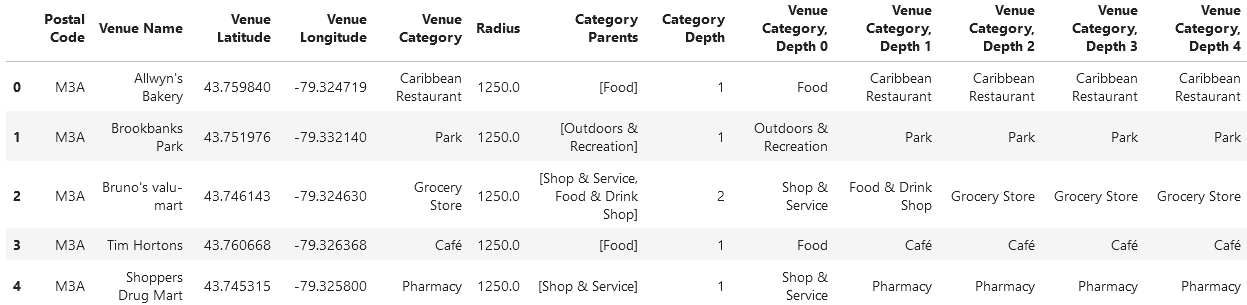 Postal Code Venue Name Venue Latitude Venue Longitude Venue Category Radius Category Parents Category Depth Venue Category, Depth 0 Venue Category, Depth 1 Venue Category, Depth 2 Venue Category, Depth 3 Venue Category, Depth 4
0 M3A Allwyn's Bakery 43.759840 -79.324719 Caribbean Restaurant 1250.0 [Food] 1 Food Caribbean Restaurant Caribbean Restaurant Caribbean Restaurant Caribbean Restaurant
1 M3A Brookbanks Park 43.751976 -79.332140 Park 1250.0 [Outdoors & Recreation] 1 Outdoors & Recreation Park Park Park Park
2 M3A Bruno's valu-mart 43.746143 -79.324630 Grocery Store 1250.0 [Shop & Service, Food & Drink Shop] 2 Shop & Service Food & Drink Shop Grocery Store Grocery Store Grocery Store
3 M3A Tim Hortons 43.760668 -79.326368 Café 1250.0 [Food] 1 Food Café Café Café Café
4 M3A Shoppers Drug Mart 43.745315 -79.325800 Pharmacy 1250.0 [Shop & Service] 1 Shop & Service Pharmacy Pharmacy Pharmacy Pharmacy